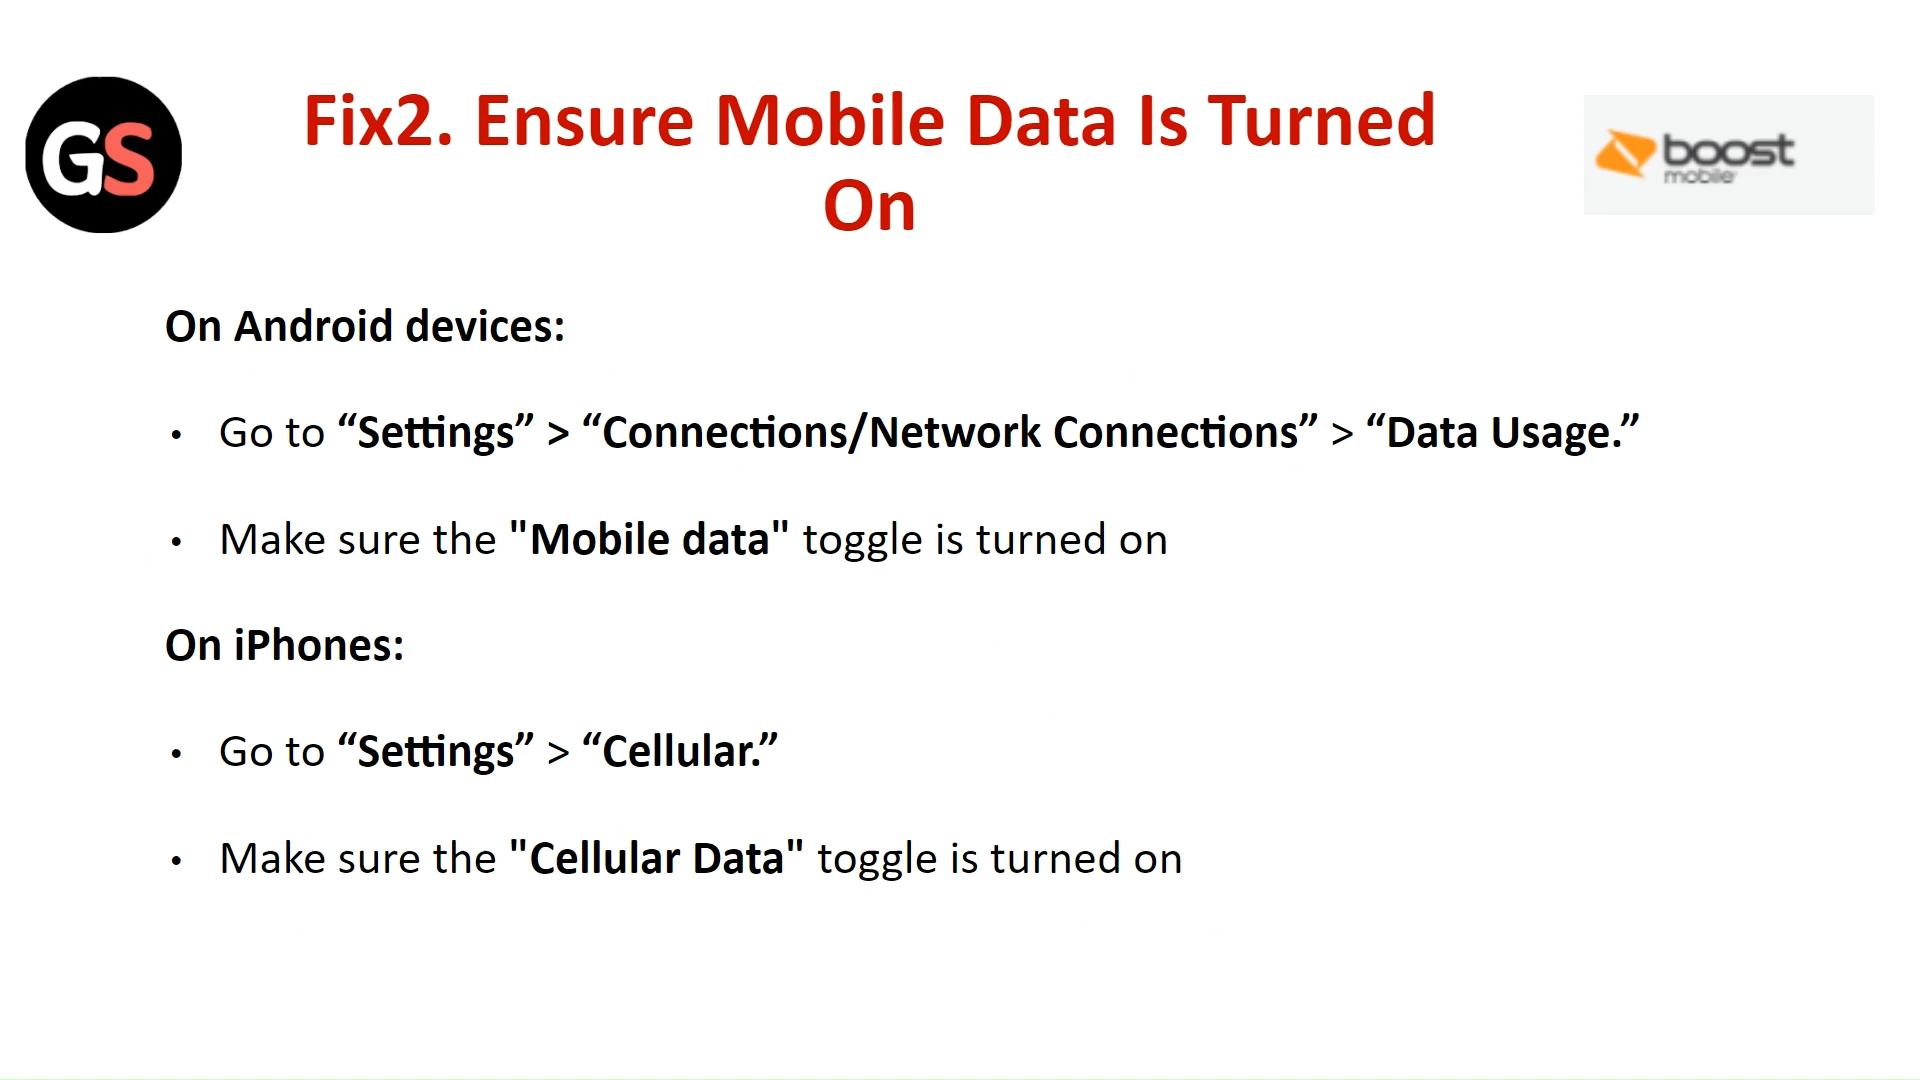 GS
Fix2. Ensure Mobile Data Is Turned
On
boost
mobile
On Android devices:
• Go to “Settings” > “Connections/Network Connections” > “Data Usage.”
• Make sure the "Mobile data" toggle is turned on
On iPhones:
• Go to “Settings” > “Cellular.”
• Make sure the "Cellular Data" toggle is turned on